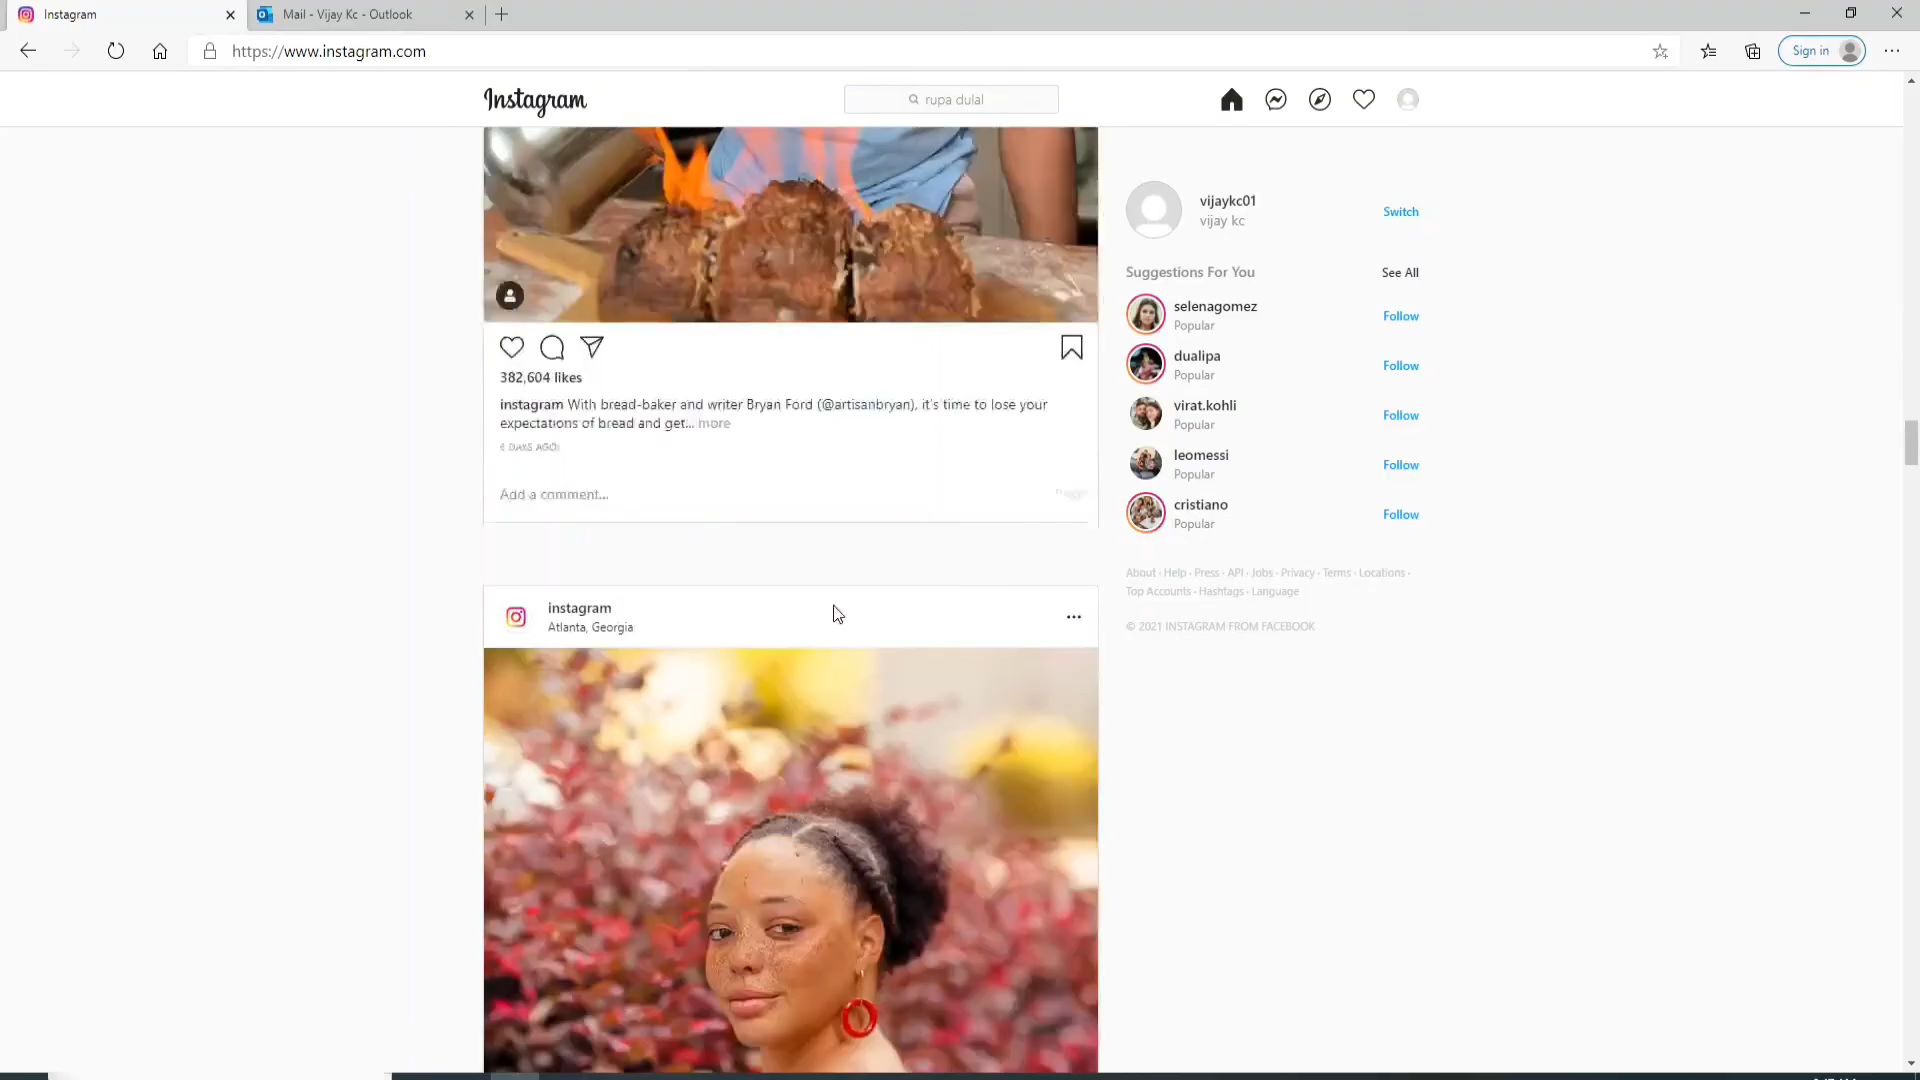 Instagram
Mail - Vijay Kc - Outlook
https://www.instagram.com
Sign in
Instagram
rupa dulal
vijaykc01
vijay kc
Switch
Suggestions For You
See All
selenagomez
Popular
Follow
dualipa
Popular
Follow
virat.kohli
Popular
Follow
leomessi
Popular
Follow
cristiano
Popular
Follow
About · Help · Press · API · Jobs · Privacy · Terms · Locations ·
Top Accounts · Hashtags · Language
© 2021 INSTAGRAM FROM FACEBOOK
382,604 likes
instagram With bread-baker and writer Bryan Ford (@artisanbryan), it's time to lose your
expectations of bread and get... more
DAYS AGO
Add a comment...
instagram
Atlanta, Georgia